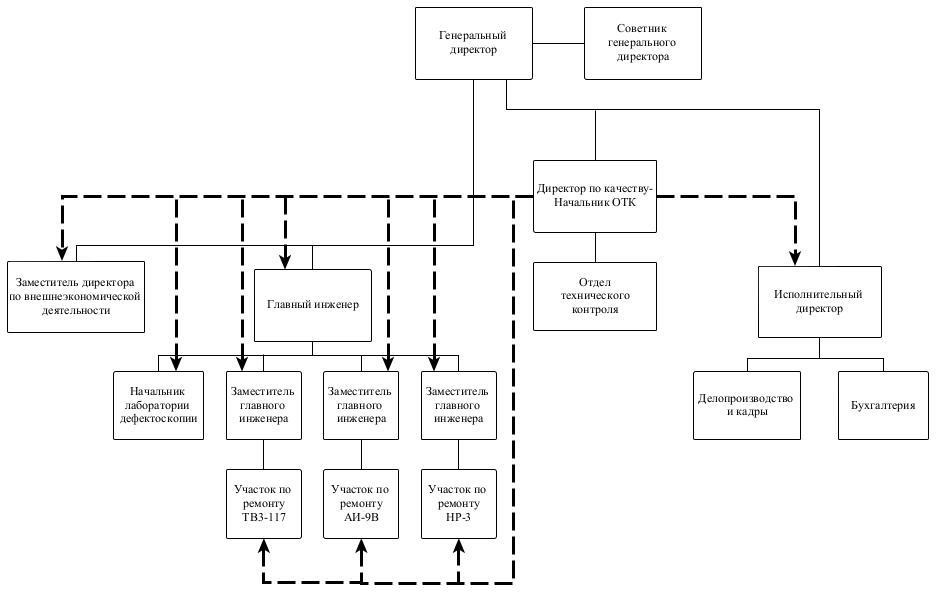 Генеральный
директор
Советник
генерального
директора
Директор по качеству-
Начальник ОТК
Заместитель директора
по внешнеэкономической
деятельности
Главный инженер
Отдел
технического
контроля
Исполнительный
директор
Начальник
лаборатории
дефектоскопии
Заместитель
главного
инженера
Заместитель
главного
инженера
Заместитель
главного
инженера
Делопроизводство
и кадры
Бухгалтерия
Участок по
ремонту
ТВ3-117
Участок по
ремонту
АИ-9В
Участок по
ремонту
НР-3